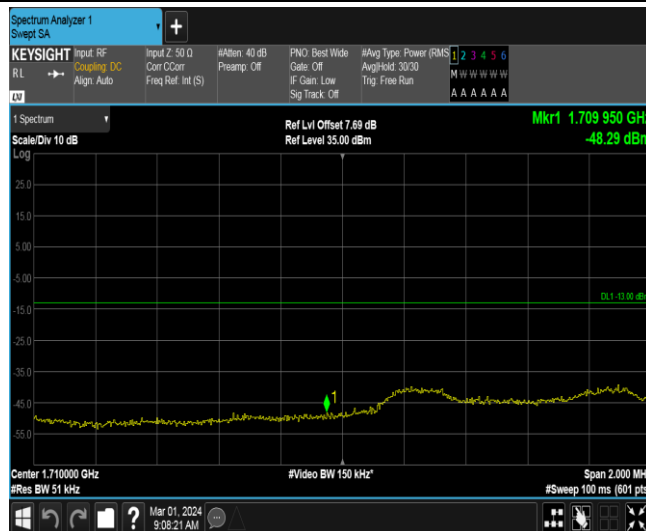 Spectrum Analyzer 1
Swept SA
+
KEYSIGHT
RL
LXI
Input: RF
Coupling: DC
Align: Auto
Input Z: 50 Ω
Corr CCorr
Freq Ref: Int (S)
#Atten: 40 dB
Preamp: Off
PNO: Best Wide
Gate: Off
IF Gain: Low
Sig Track: Off
#Avg Type: Power (RMS
Avg|Hold: 30/30
Trig: Free Run
1 2 3 4 5 6
M W W W W W
A A A A A A
1 Spectrum
Scale/Div 10 dB
Log
Ref Lvl Offset 7.69 dB
Ref Level 35.00 dBm
Mkr1 1.709 950 GHz
-48.29 dBm
25.0
15.0
5.00
-5.00
DL1 -13.00 dBm
-15.0
-25.0
-35.0
1
-45.0
-55.0
Center 1.710000 GHz
#Res BW 51 kHz
#Video BW 150 kHz*
Span 2.000 MH
#Sweep 100 ms (601 pts
?
Mar 01, 2024
9:08:21 AM